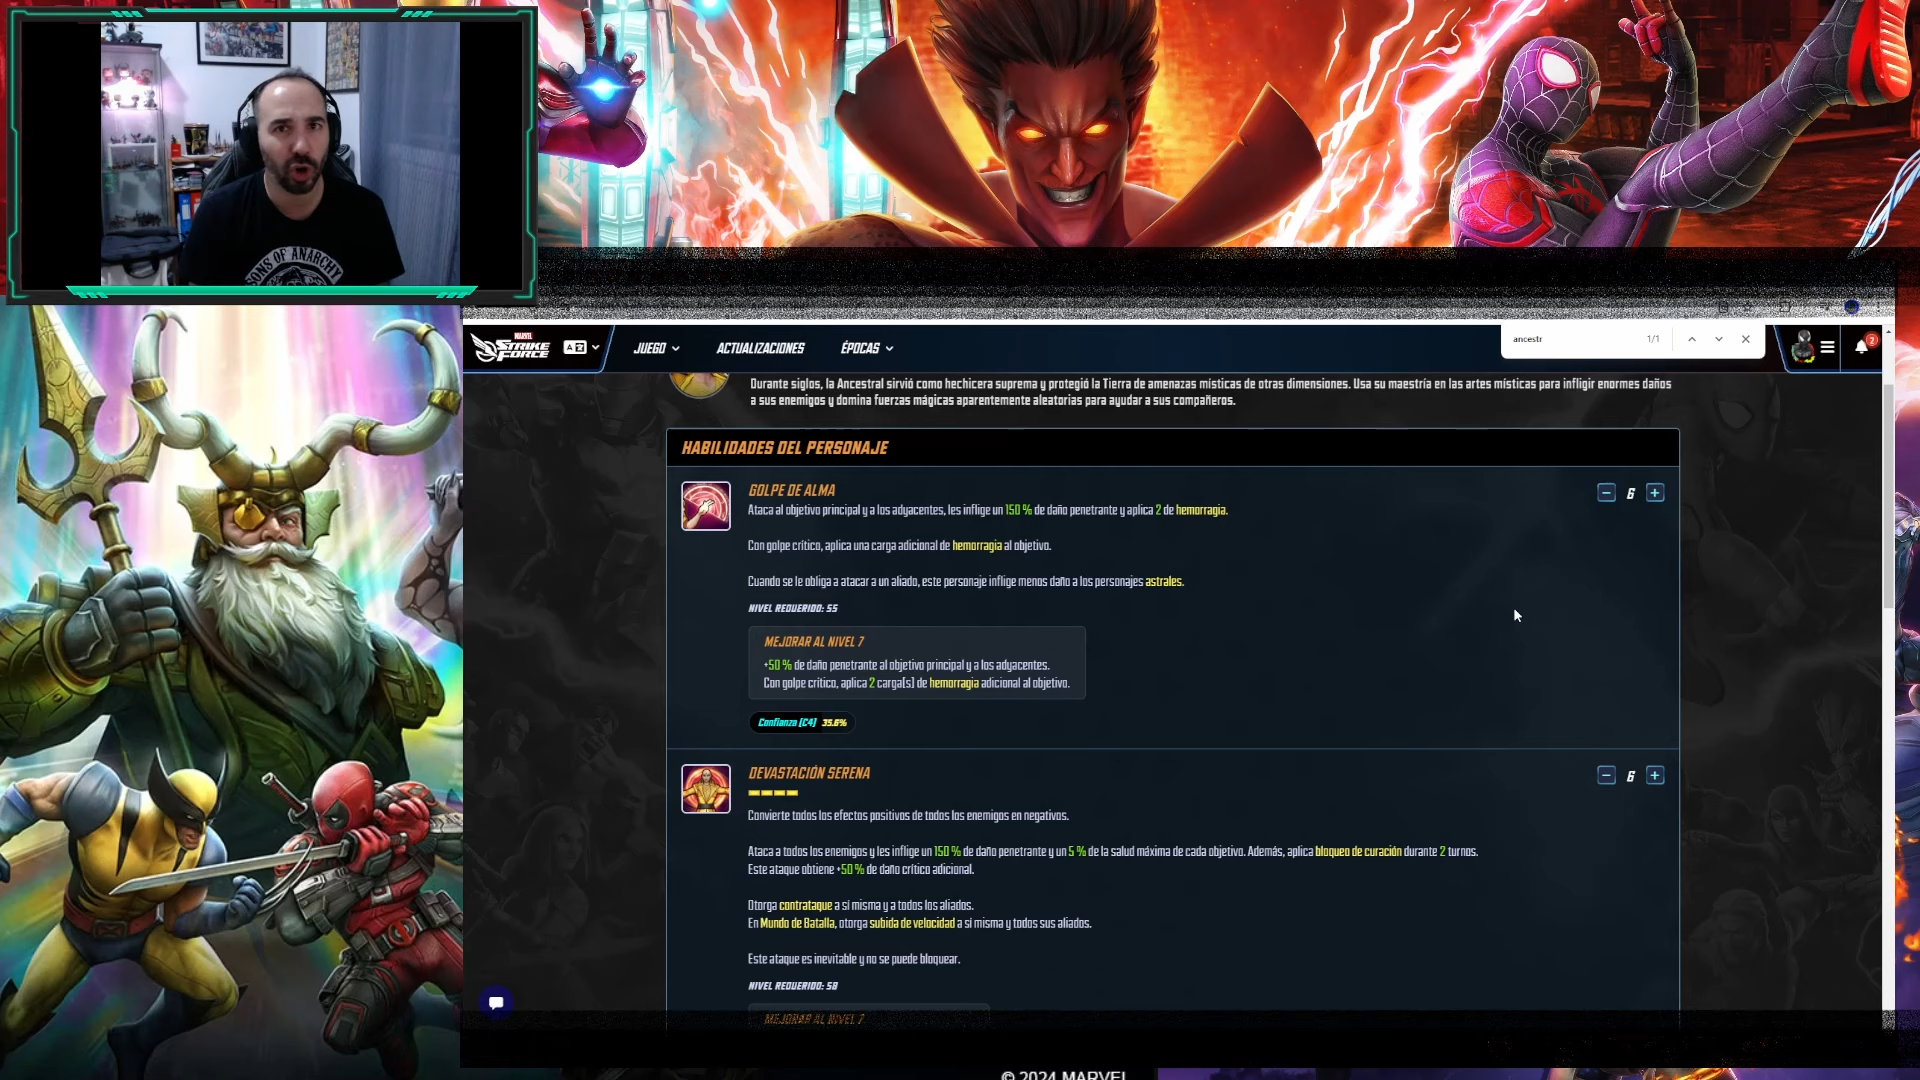 SONS OF ANARCHY
MARVEL
STRIKE FORCE
JUEGO
ACTUALIZACIONES
ÉPOCAS
ancestr
1/1
2
Durante siglos, la Ancestral sirvió como hechicera suprema y protegió la Tierra de amenazas místicas de otras dimensiones. Usa su maestría en las artes místicas para infligir enormes daños
a sus enemigos y domina fuerzas mágicas aparentemente aleatorias para ayudar a sus compañeros.
HABILIDADES DEL PERSONAJE
GOLPE DE ALMA
6
Ataca al objetivo principal y a los adyacentes, les inflige un 150 % de daño penetrante y aplica 2 de hemorragia.
Con golpe crítico, aplica una carga adicional de hemorragia al objetivo.
Cuando se le obliga a atacar a un aliado, este personaje inflige menos daño a los personajes astrales.
NIVEL REQUERIDO: 55
MEJORAR AL NIVEL 7
+50 % de daño penetrante al objetivo principal y a los adyacentes.
Con golpe crítico, aplica 2 carga(s) de hemorragia adicional al objetivo.
Confianza (C4) 35.6%
DEVASTACIÓN SERENA
6
Convierte todos los efectos positivos de todos los enemigos en negativos.
Ataca a todos los enemigos y les inflige un 150 % de daño penetrante y un 5 % de la salud máxima de cada objetivo. Además, aplica bloqueo de curación durante 2 turnos.
Este ataque obtiene +50 % de daño crítico adicional.
Otorga contrataque a sí misma y a todos los aliados.
En Mundo de Batalla, otorga subida de velocidad a sí misma y todos sus aliados.
Este ataque es inevitable y no se puede bloquear.
NIVEL REQUERIDO: 58
MEJORAR AL NIVEL 7
© 2024 MARVEL